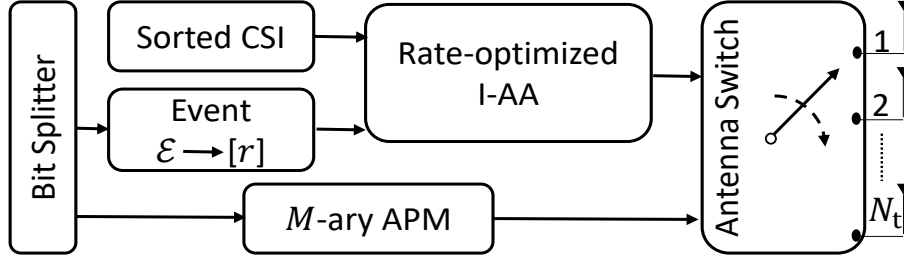 Bit Splitter
Sorted CSI
Event
ℰ → [r]
Rate-optimized
I-AA
M-ary APM
Antenna Switch
1
2
N_t